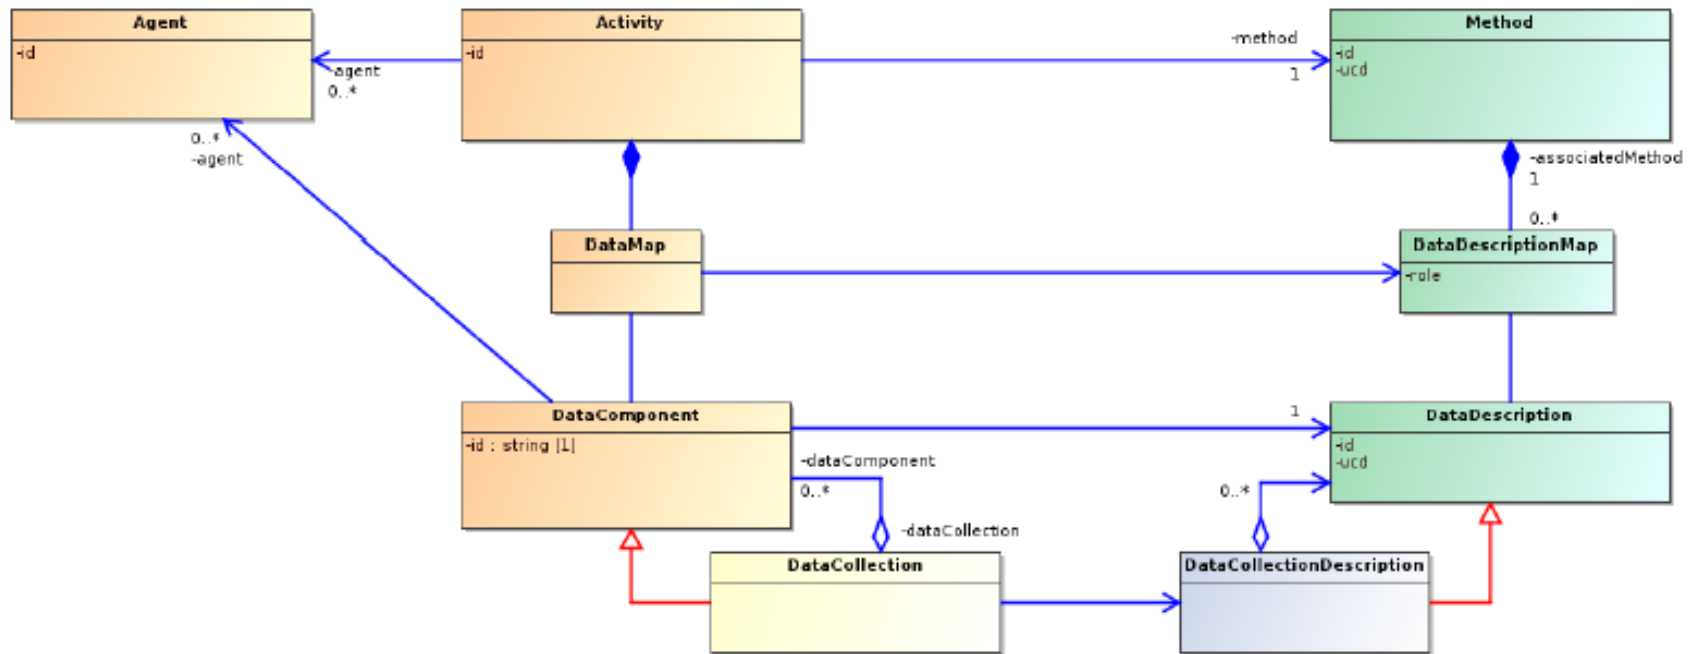 Agent
-id
Activity
-id
Method
-id
-ucd
-agent
0..*
-method
1
0..*
-agent
-associatedMethod
1
0..*
DataMap
DataDescriptionMap
-role
DataComponent
-id : string [1]
1
DataDescription
-id
-ucd
-dataComponent
0..*
0..*
-dataCollection
DataCollection
DataCollectionDescription